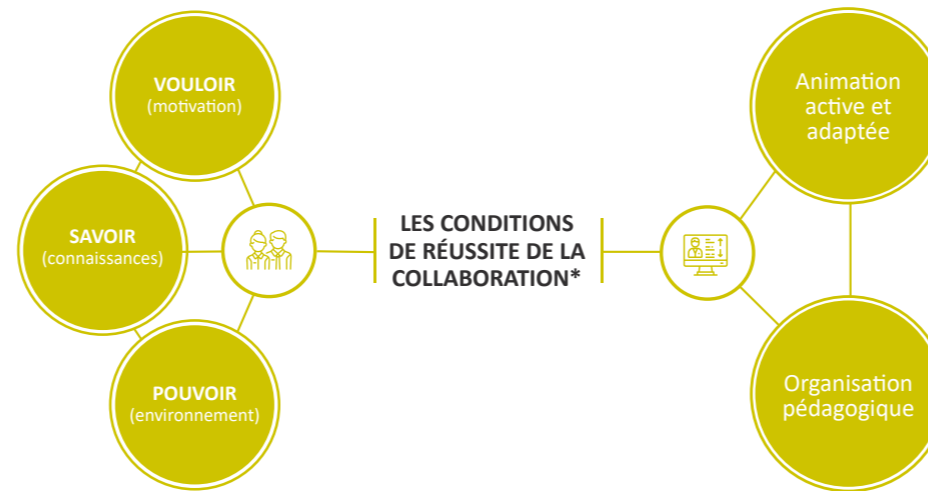 VOULOIR
(motivation)
SAVOIR
(connaissances)
POUVOIR
(environnement)
LES CONDITIONS
DE RÉUSSITE DE LA
COLLABORATION*
Animation
active et
adaptée
Organisation
pédagogique